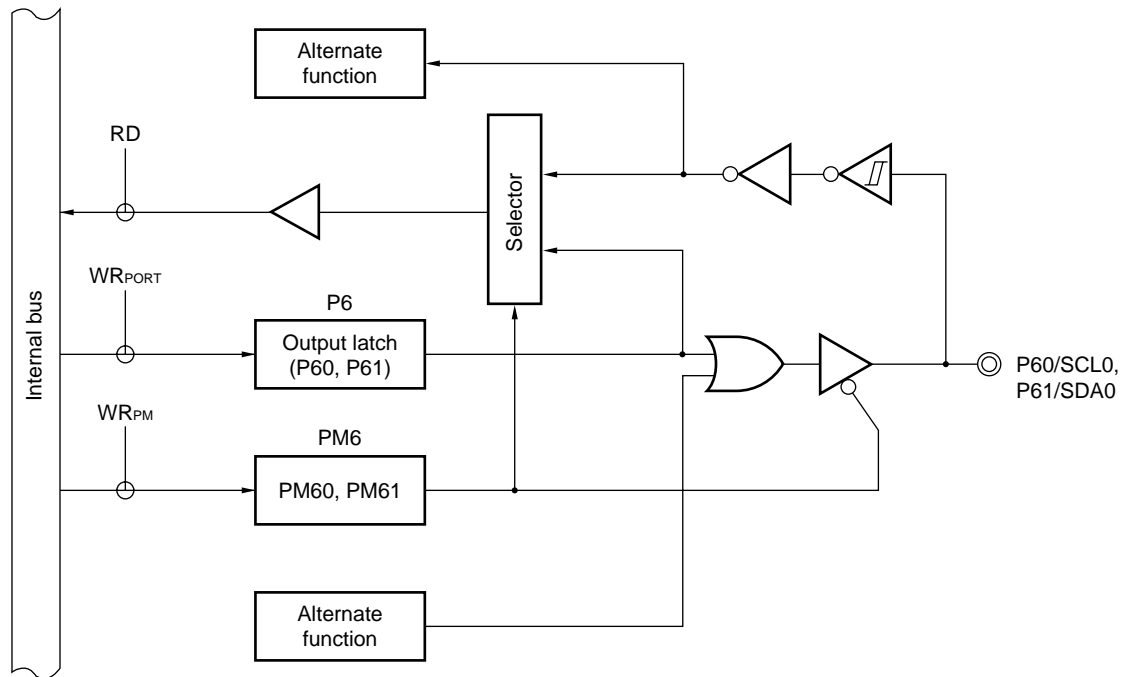 Alternate
function
RD
Selector
WRPORT
P6
Output latch
(P60, P61)
Internal bus
P60/SCL0,
P61/SDA0
WRPM
PM6
PM60, PM61
Alternate
function